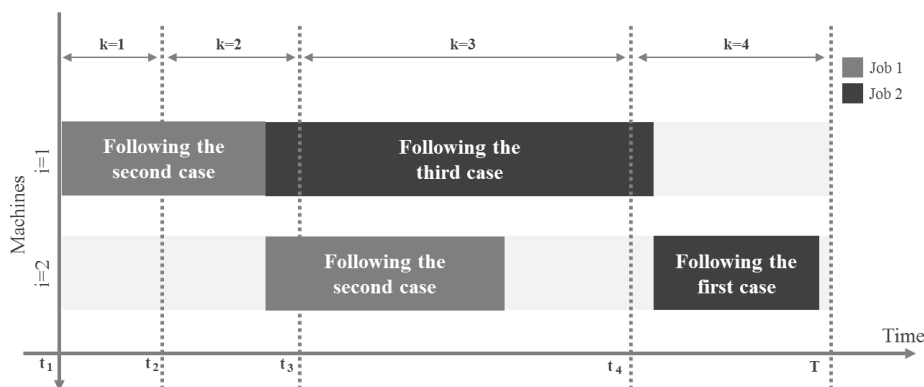 k=1 k=2 k=3 k=4
Job 1
Job 2
Machines
i=1
Following the
second case
Following the
third case
i=2
Following the
second case
Following the
first case
Time
t1 t2 t3 t4 T